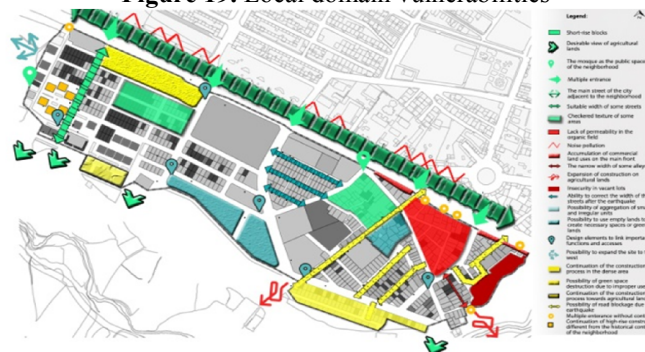 Figure 19. Local domain vulnerabilities
Legend:
Short-rise blocks
Desirable view of agricultural
lands
The mosque as the public space
of the neighborhood
Multiple entrance
The main street of the city
adjacent to the neighborhood
Suitable width of some streets
Checkered texture of some
areas
Lack of permeability in the
organic field
Noise pollution
Accumulation of commercial
land uses on the main front
The narrow width of some alleys
Expansion of construction on
agricultural lands
Insecurity in vacant lots
Ability to correct the width of
streets after the earthquake
Possibility of aggregation of small
and irregular units
Possibility to use empty lands to
create necessary spaces or green
lands
Design elements to link important
functions and accesses
Possibility to expand the site to the
west
Continuation of the construction
process in the dense area
Possibility of green space
destruction due to improper use
Continuation of the construction
process towards agricultural lands
Possibility of road blockage due to
earthquake
Multiple entrance without
Continuation of high-rise
different from the historical
of the neighborhood